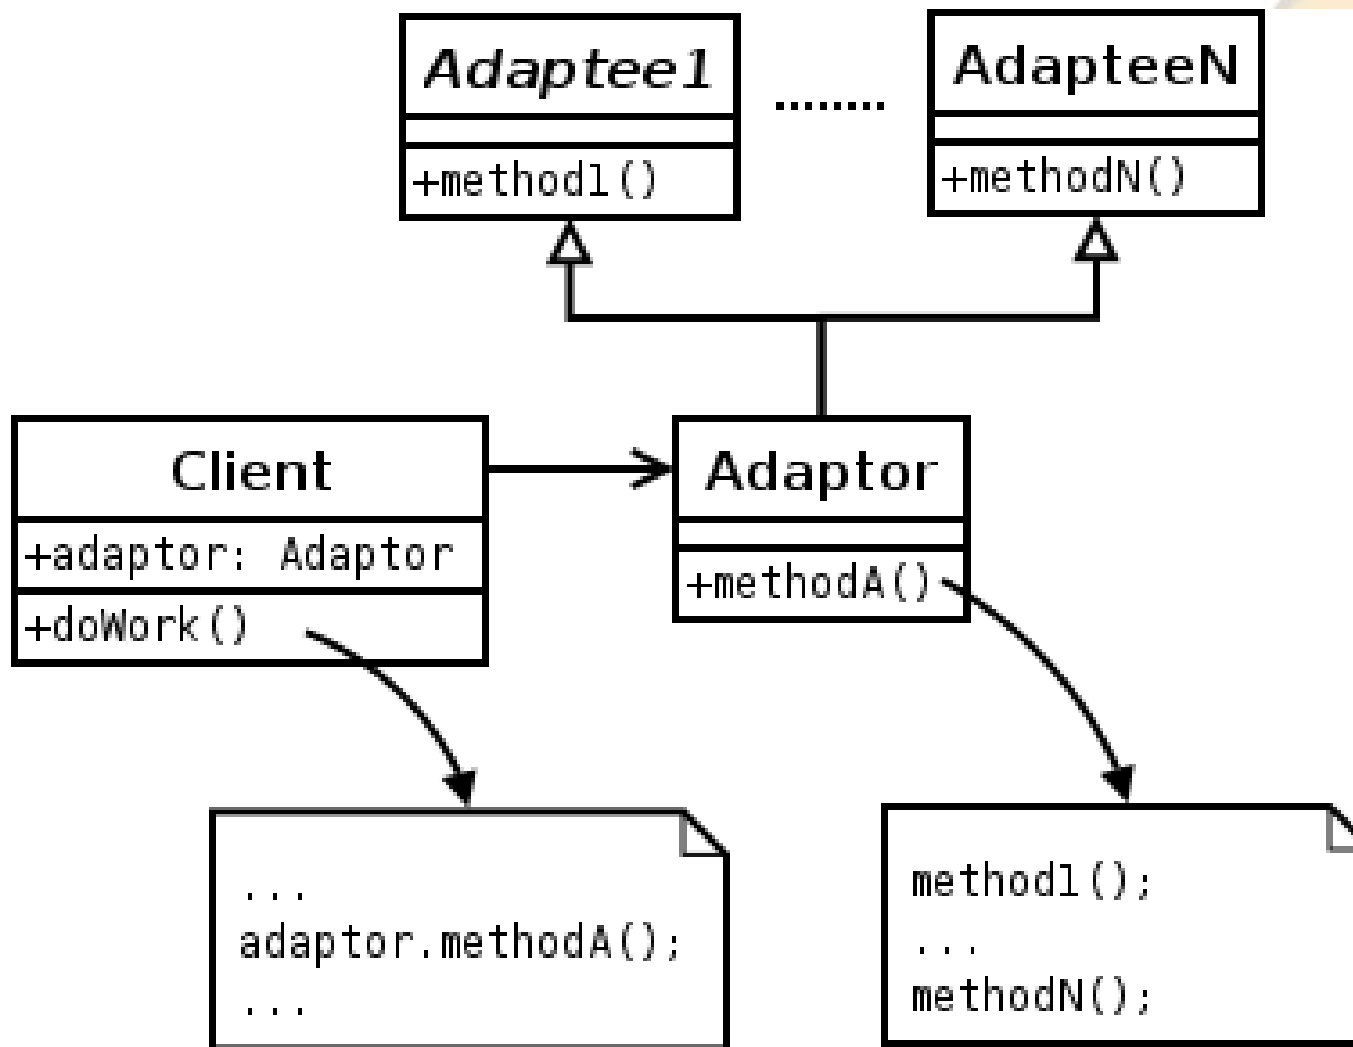 Adaptee1
........
AdapteeN
+method1()
+methodN()
Client
Adaptor
+adaptor: Adaptor
+methodA()
+doWork()
...
adaptor.methodA();
...
method1();
...
methodN();